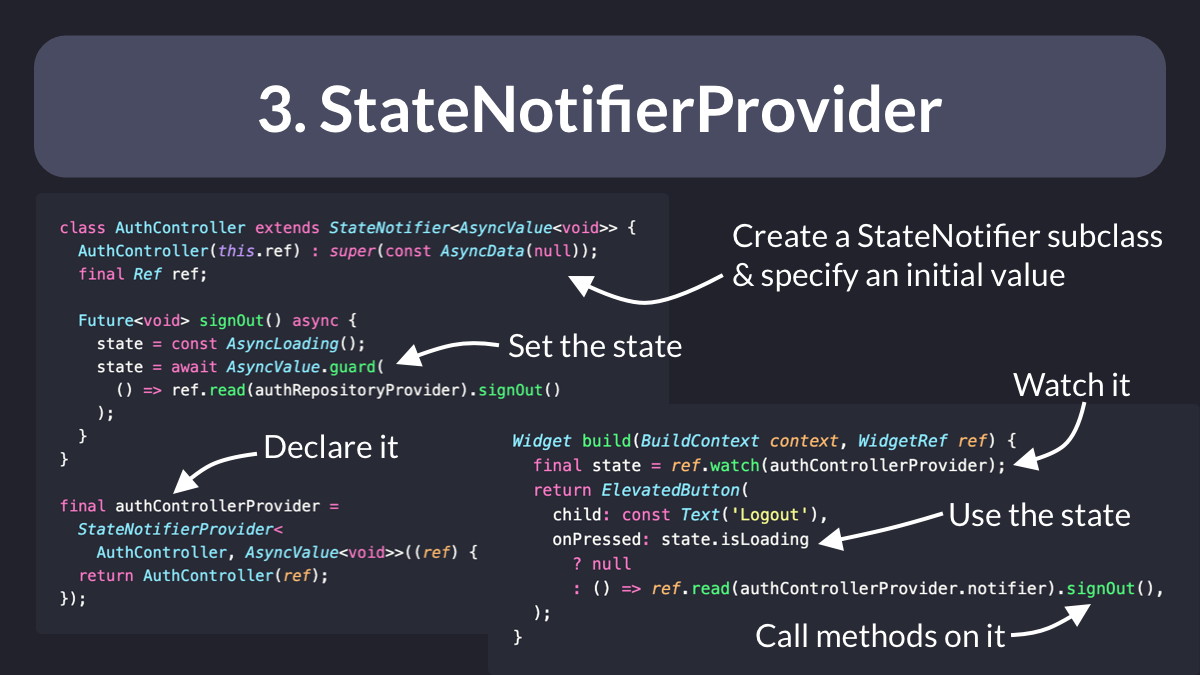 3. StateNotifierProvider
class AuthController extends StateNotifier<AsyncValue<void>> {
  AuthController(this.ref) : super(const AsyncData(null));
  final Ref ref;
  Future<void> signOut() async {
    state = const AsyncLoading();
    state = await AsyncValue.guard(
      () => ref.read(authRepositoryProvider).signOut()
    );
  }
}
final authControllerProvider =
  StateNotifierProvider<
    AuthController, AsyncValue<void>>((ref) {
  return AuthController(ref);
});
Create a StateNotifier subclass
& specify an initial value
Set the state
Declare it
Watch it
Widget build(BuildContext context, WidgetRef ref) {
  final state = ref.watch(authControllerProvider);
  return ElevatedButton(
    child: const Text('Logout'),
    onPressed: state.isLoading
      ? null
      : () => ref.read(authControllerProvider.notifier).signOut(),
  );
}
Use the state
Call methods on it